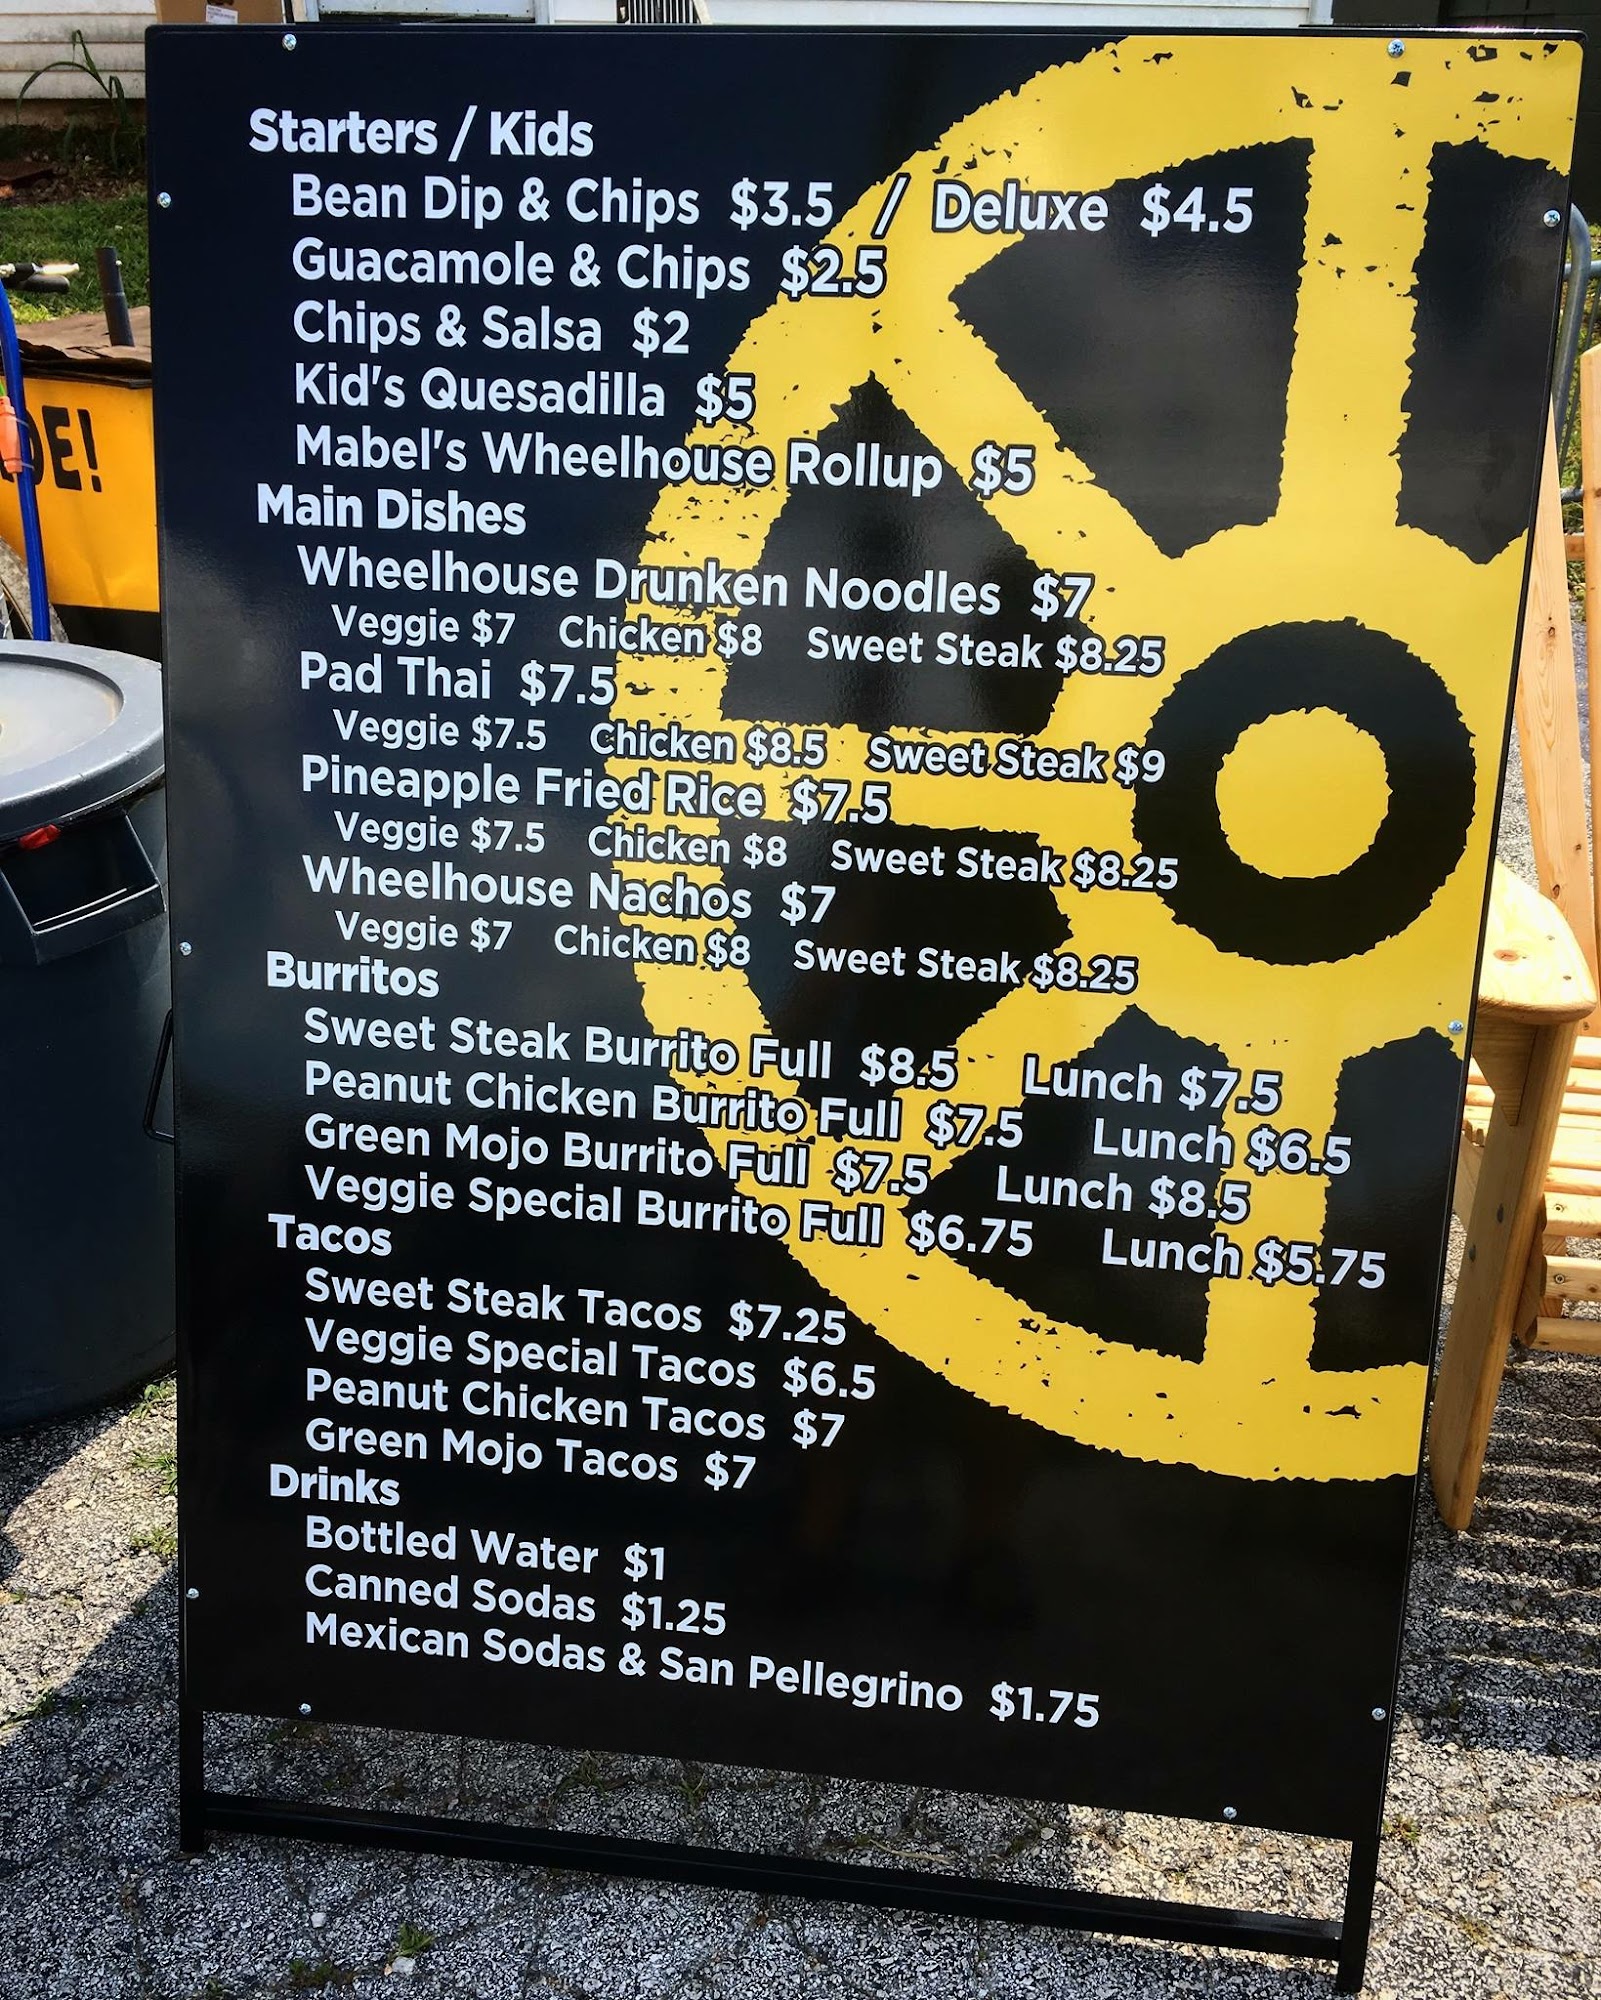 Starters / Kids
Bean Dip & Chips $3.5 / Deluxe $4.5
Guacamole & Chips $2.5
Chips & Salsa $2
Kid's Quesadilla $5
Mabel's Wheelhouse Rollup $5
Main Dishes
Wheelhouse Drunken Noodles $7
Veggie $7 Chicken $8 Sweet Steak $8.25
Pad Thai $7.5
Veggie $7.5 Chicken $8.5 Sweet Steak $9
Pineapple Fried Rice $7.5
Veggie $7.5 Chicken $8 Sweet Steak $8.25
Wheelhouse Nachos $7
Veggie $7 Chicken $8 Sweet Steak $8.25
Burritos
Sweet Steak Burrito Full $8.5 Lunch $7.5
Peanut Chicken Burrito Full $7.5 Lunch $6.5
Green Mojo Burrito Full $7.5 Lunch $8.5
Veggie Special Burrito Full $6.75 Lunch $5.75
Tacos
Sweet Steak Tacos $7.25
Veggie Special Tacos $6.5
Peanut Chicken Tacos $7
Green Mojo Tacos $7
Drinks
Bottled Water $1
Canned Sodas $1.25
Mexican Sodas & San Pellegrino $1.75